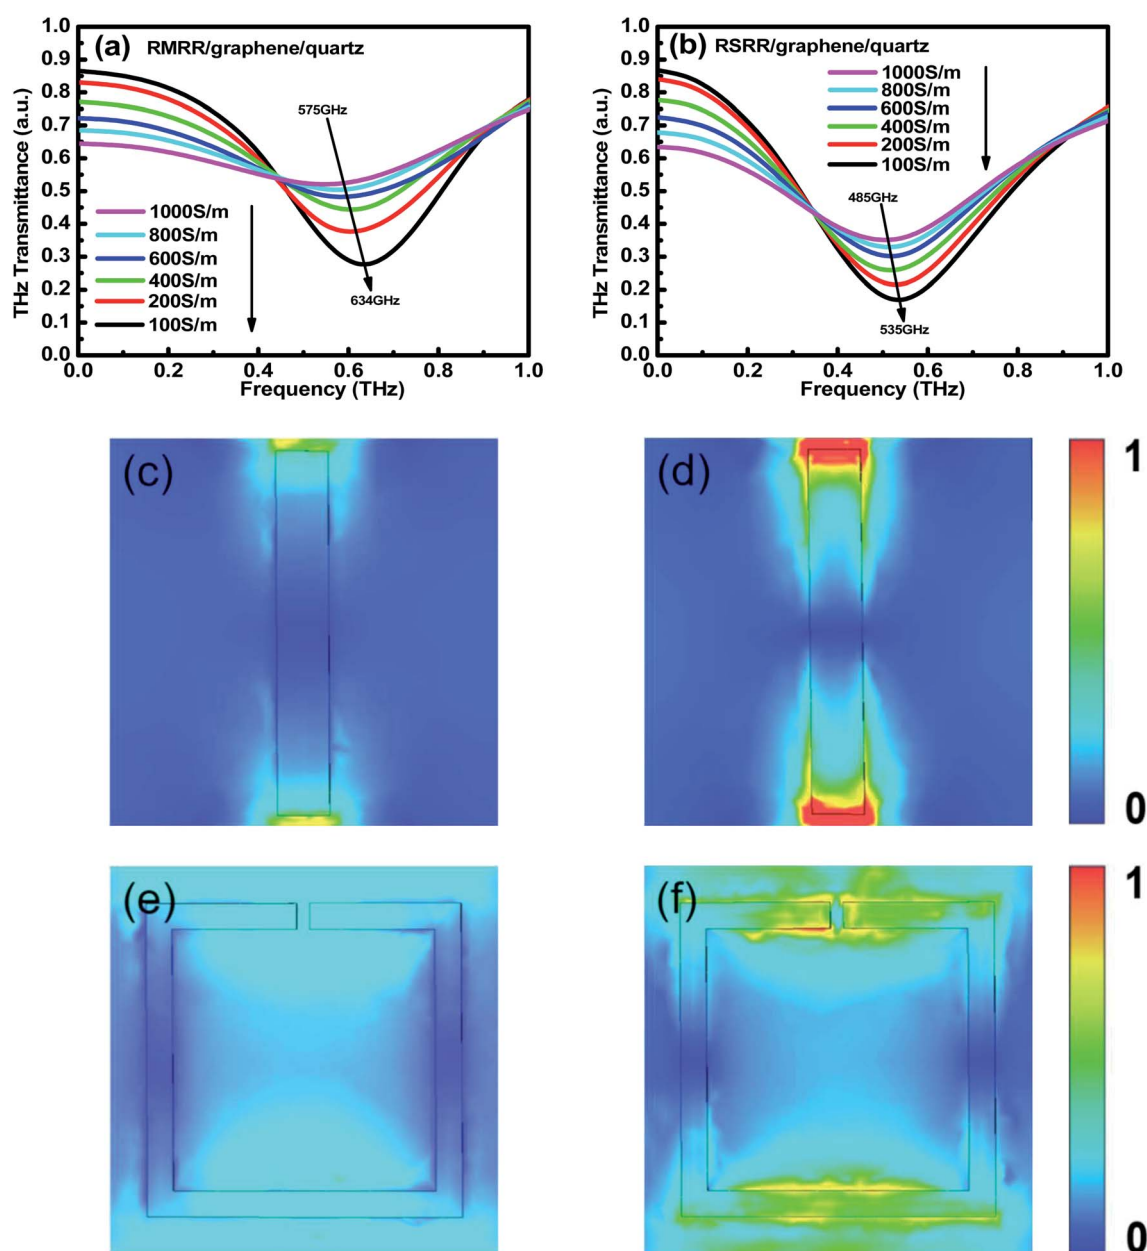 (a) RMRR/graphene/quartz
THz Transmittance (a.u.)
1.0
0.9
0.8
0.7
0.6
0.5
0.4
0.3
0.2
0.1
0.0
575GHz
634GHz
1000S/m
800S/m
600S/m
400S/m
200S/m
100S/m
0.0 0.2 0.4 0.6 0.8 1.0
Frequency (THz)
(b) RSRR/graphene/quartz
THz Transmittance (a.u.)
1.0
0.9
0.8
0.7
0.6
0.5
0.4
0.3
0.2
0.1
0.0
1000S/m
800S/m
600S/m
400S/m
200S/m
100S/m
485GHz
535GHz
0.0 0.2 0.4 0.6 0.8 1.0
Frequency (THz)
(c)
(d)
1
0
(e)
(f)
1
0